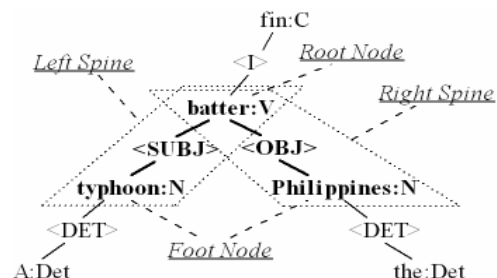 fin:C
<I>
Left Spine
Root Node
Right Spine
batter:V
<SUBJ> <OBJ>
typhoon:N Philippines:N
<DET> <DET>
Foot Node
A:Det the:Det